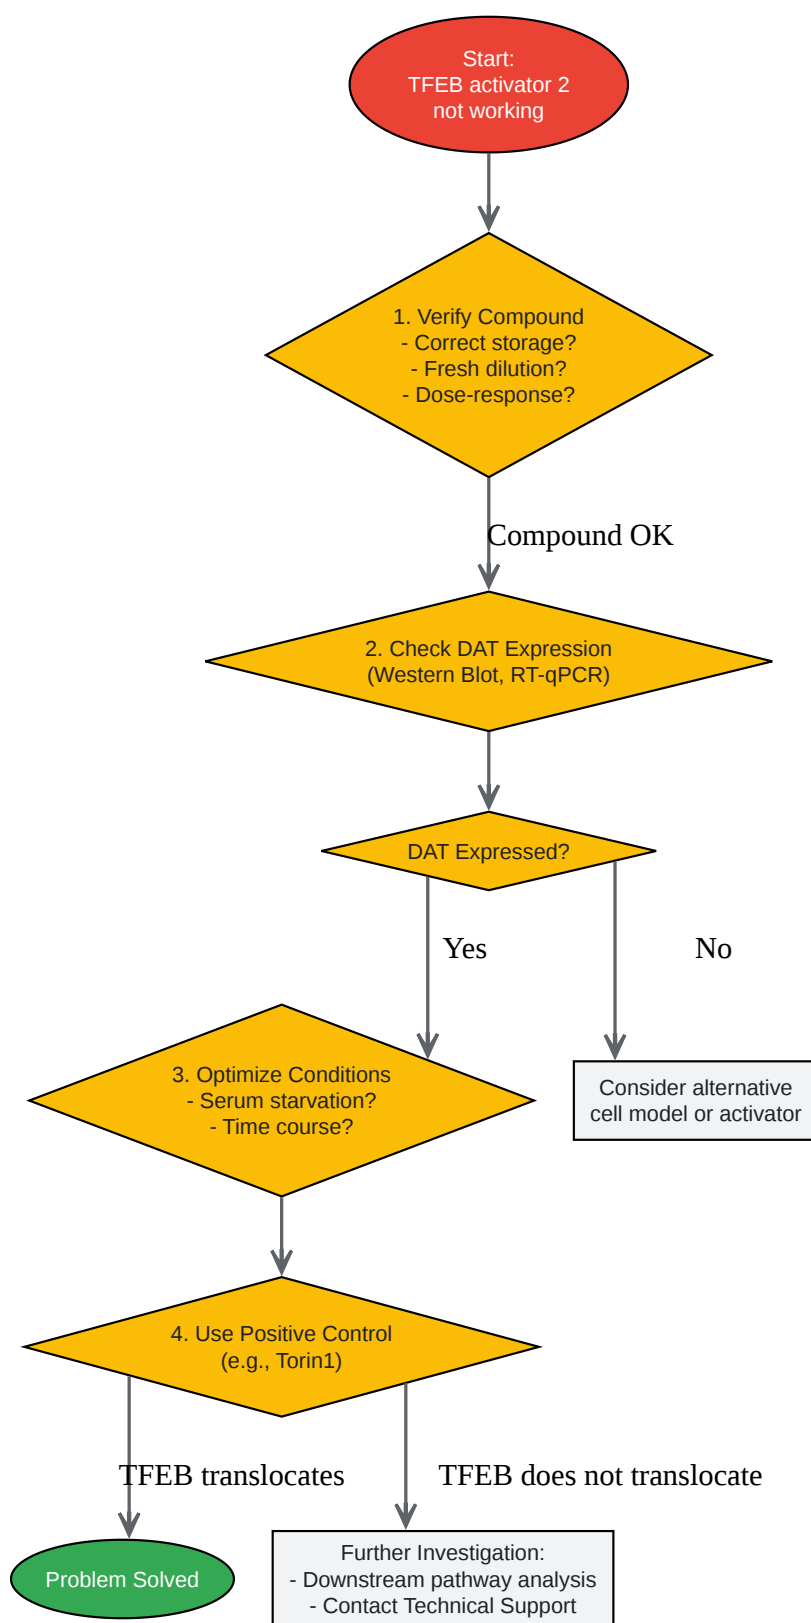 Start:
TFEB activator 2
not working
1. Verify Compound
- Correct storage?
- Fresh dilution?
- Dose-response?
Compound OK
2. Check DAT Expression
(Western Blot, RT-qPCR)
DAT Expressed?
Yes
No
3. Optimize Conditions
- Serum starvation?
- Time course?
Consider alternative
cell model or activator
4. Use Positive Control
(e.g., Torin1)
TFEB translocates
TFEB does not translocate
Problem Solved
Further Investigation:
- Downstream pathway analysis
- Contact Technical Support